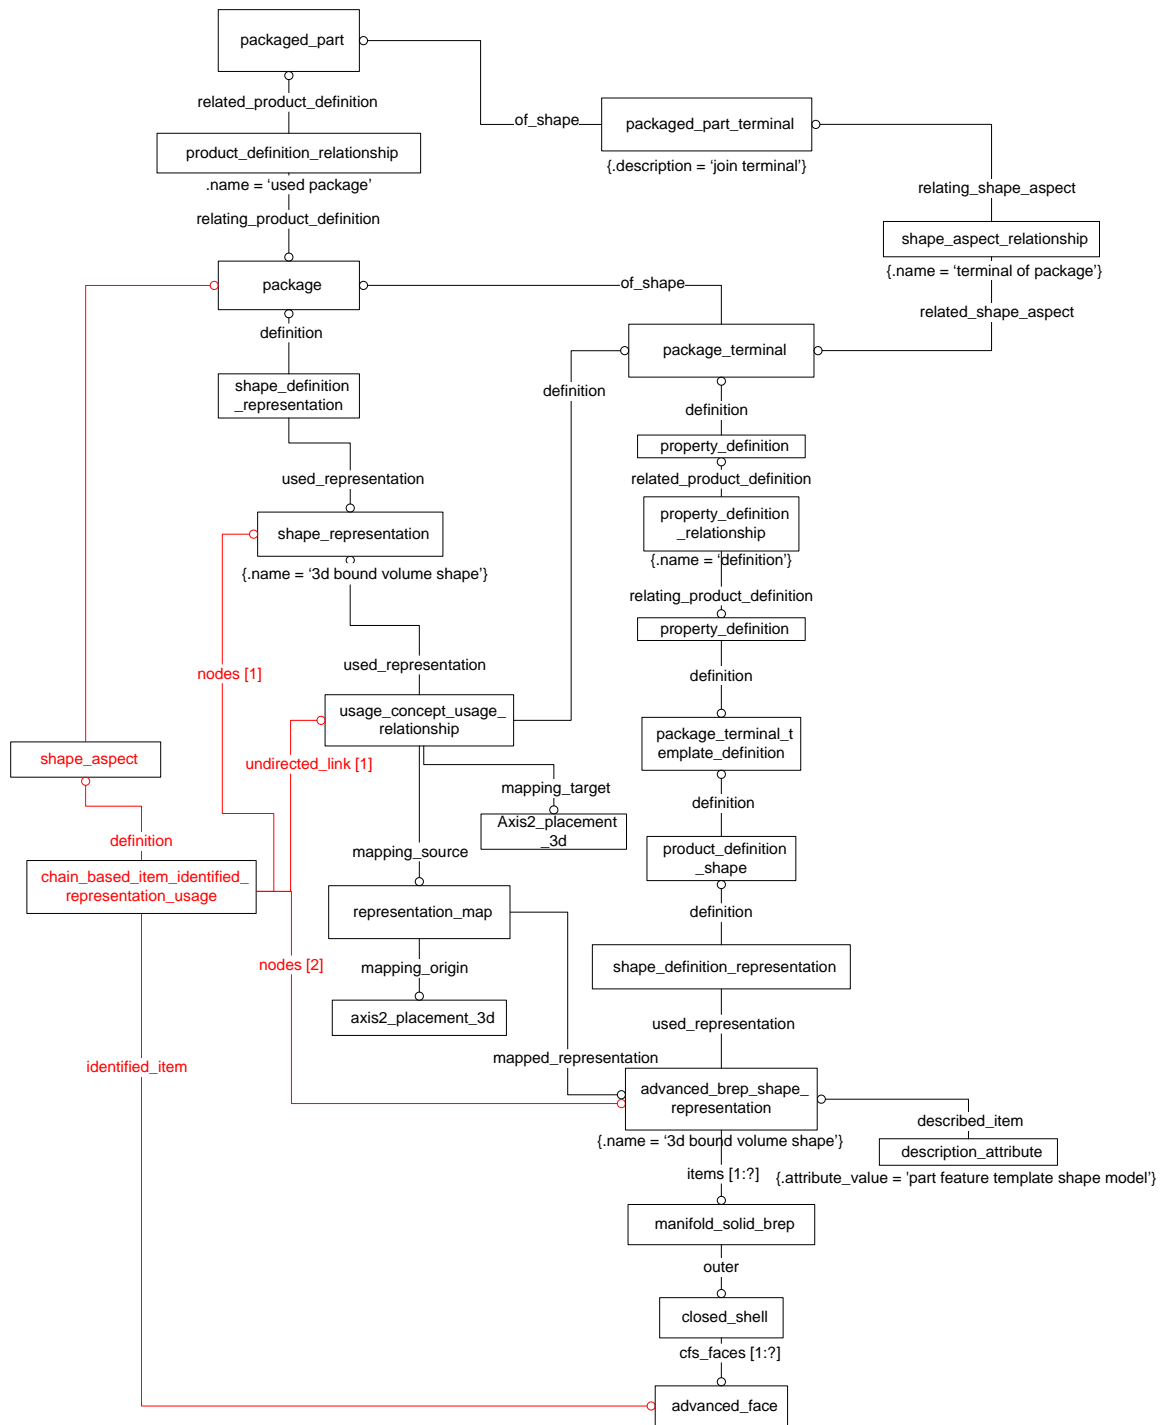 packaged_part
related_product_definition
of_shape
packaged_part_terminal
product_definition_relationship
{.description = ‘join terminal’}
.name = ‘used package’
relating_shape_aspect
relating_product_definition
shape_aspect_relationship
{.name = ‘terminal of package’}
package
of_shape
related_shape_aspect
definition
package_terminal
shape_definition
_representation
definition
definition
property_definition
used_representation
related_product_definition
shape_representation
property_definition
_relationship
{.name = ‘3d bound volume shape’}
{.name = ‘definition’}
relating_product_definition
property_definition
nodes [1]
used_representation
definition
usage_concept_usage_
relationship
package_terminal_t
emplate_definition
shape_aspect
undirected_link [1]
mapping_target
definition
Axis2_placement
_3d
definition
mapping_source
product_definition
_shape
chain_based_item_identified_
representation_usage
representation_map
definition
nodes [2]
mapping_origin
shape_definition_representation
axis2_placement_3d
used_representation
identified_item
mapped_representation
advanced_brep_shape_
representation
described_item
{.name = ‘3d bound volume shape’}
description_attribute
items [1:?]
{.attribute_value = ‘part feature template shape model’}
manifold_solid_brep
outer
closed_shell
cfs_faces [1:?]
advanced_face